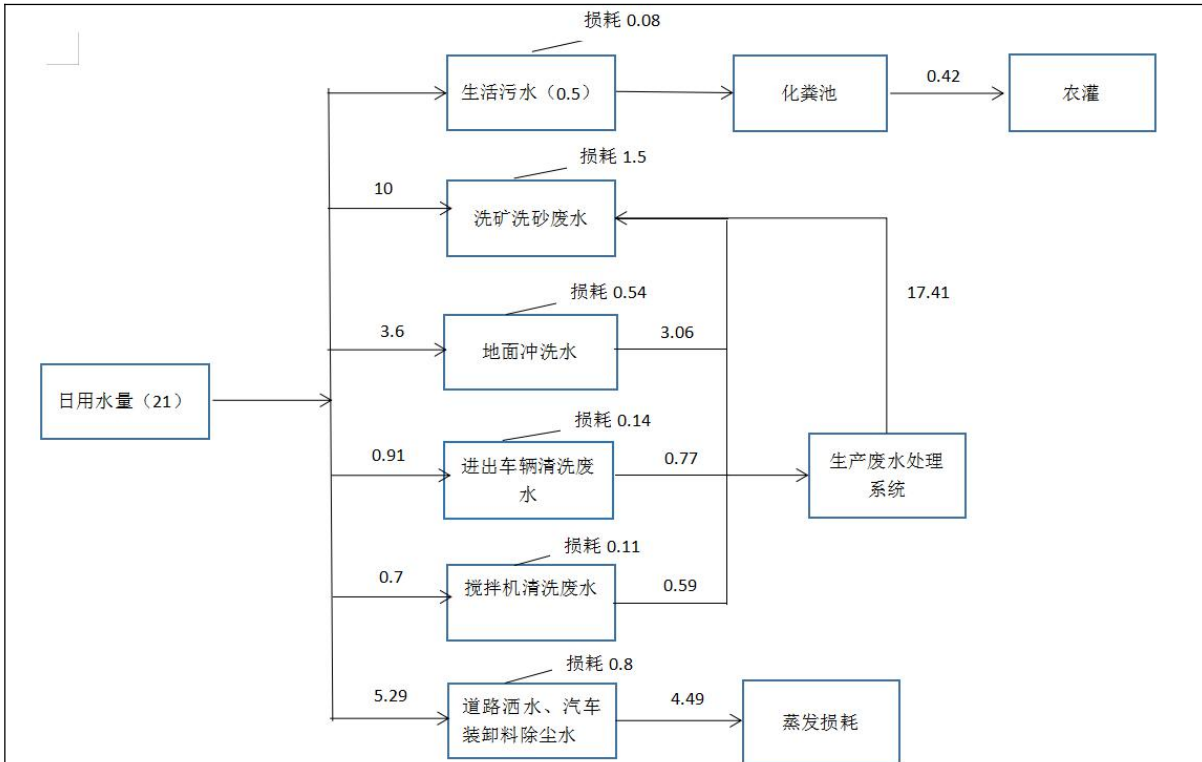 损耗 0.08
生活污水（0.5）
化粪池
0.42
农灌
损耗 1.5
10
洗矿洗砂废水
17.41
损耗 0.54
3.6
地面冲洗水
3.06
日用水量（21）
损耗 0.14
0.91
进出车辆清洗废
水
0.77
生产废水处理
系统
损耗 0.11
0.7
搅拌机清洗废水
0.59
损耗 0.8
5.29
道路洒水、汽车
装卸料除尘水
4.49
蒸发损耗